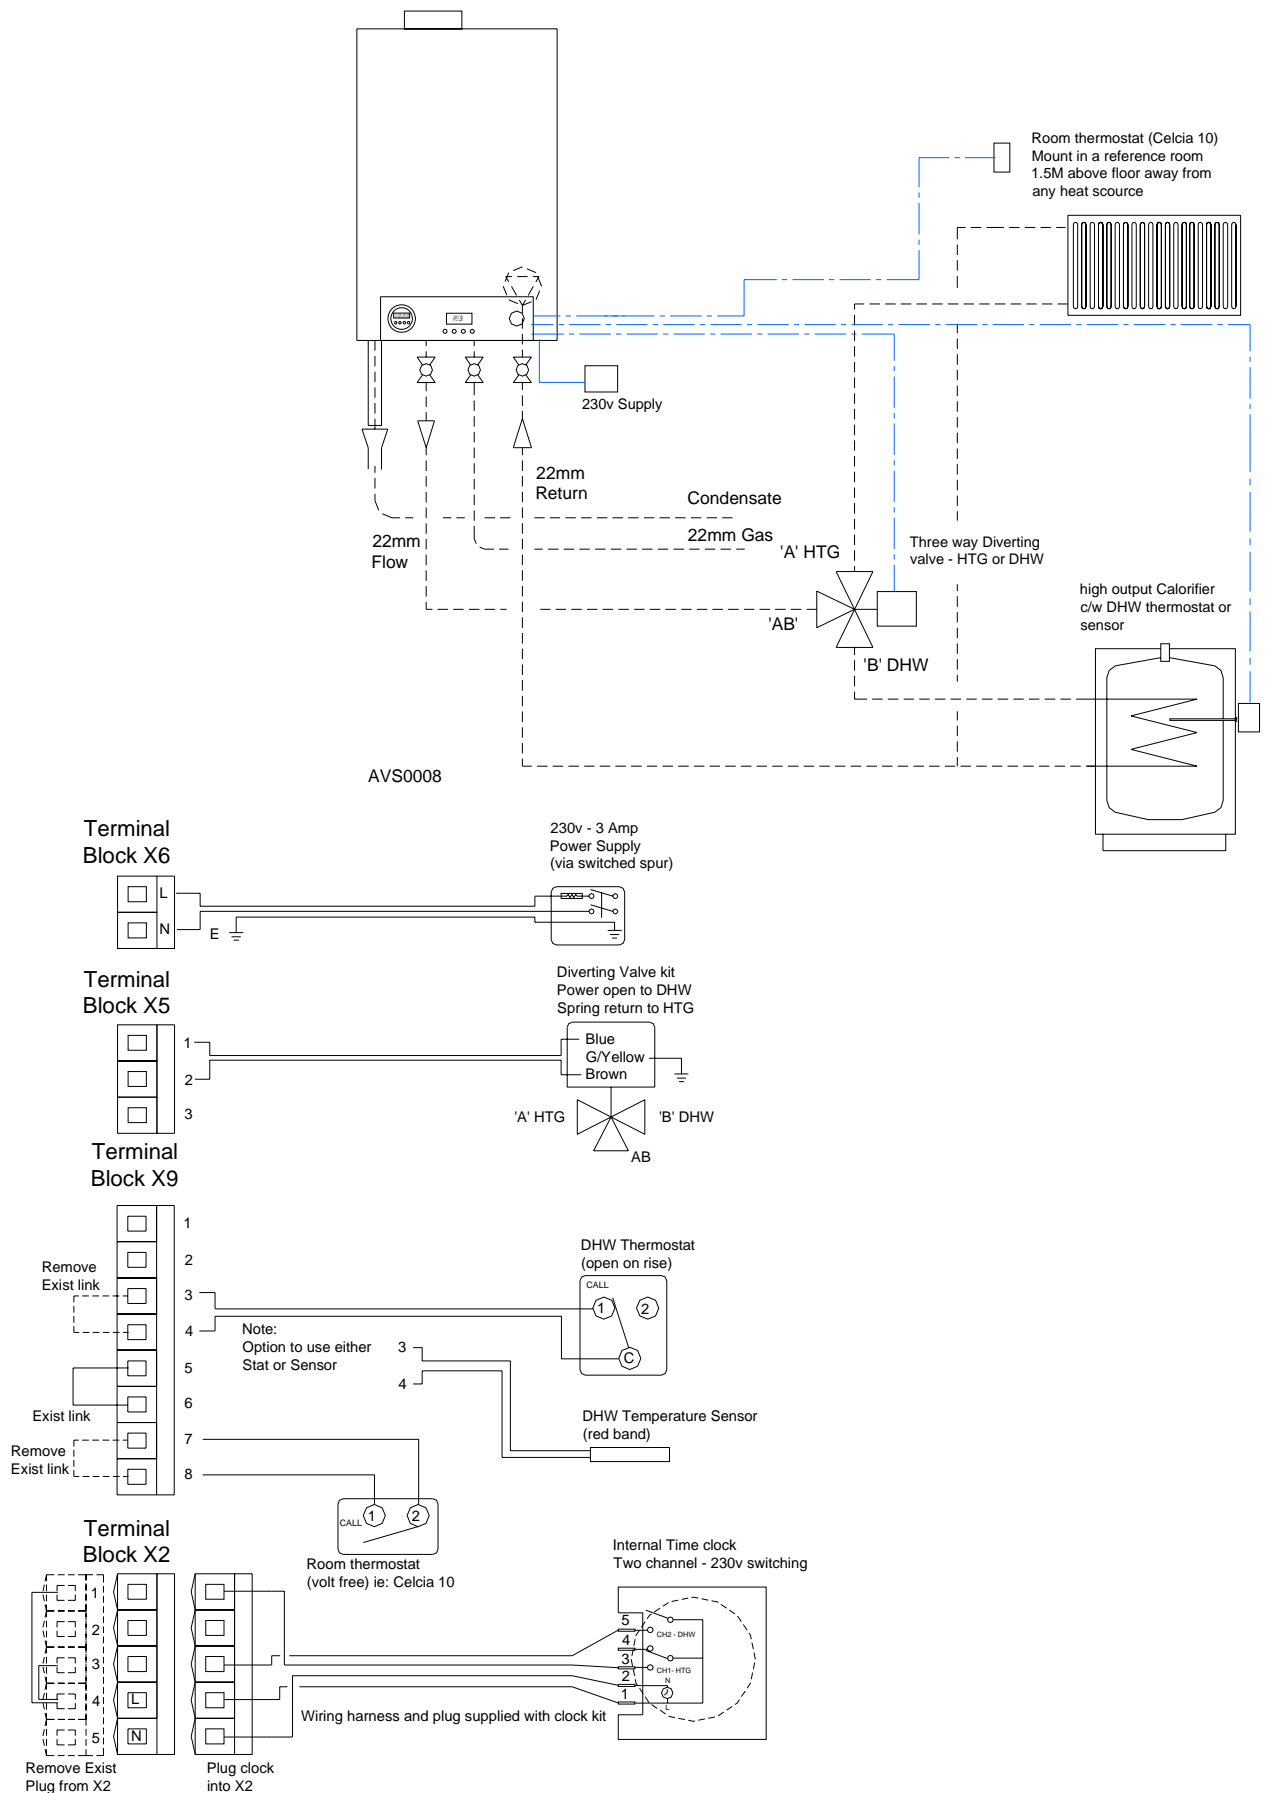 Room thermostat (Celcia 10)
Mount in a reference room
1.5M above floor away from
any heat scource
230v Supply
22mm
Return
Condensate
22mm Gas
22mm
Flow
'A' HTG
Three way Diverting
valve - HTG or DHW
'AB'
'B' DHW
high output Calorifier
c/w DHW thermostat or
sensor
AVS0008
Terminal
Block X6
L
N
E
230v - 3 Amp
Power Supply
(via switched spur)
Terminal
Block X5
1
2
3
Diverting Valve kit
Power open to DHW
Spring return to HTG
Blue
G/Yellow
Brown
'A' HTG
'B' DHW
AB
Terminal
Block X9
1
2
3
4
5
6
7
8
Remove
Exist link
Exist link
Remove
Exist link
DHW Thermostat
(open on rise)
CALL
1
2
C
Note:
Option to use either
Stat or Sensor
3
4
DHW Temperature Sensor
(red band)
CALL
1
2
Room thermostat
(volt free) ie: Celcia 10
Terminal
Block X2
1
2
3
4
5
L
N
Remove Exist
Plug from X2
Plug clock
into X2
Wiring harness and plug supplied with clock kit
Internal Time clock
Two channel - 230v switching
5
4
3
2
1
CH2 - DHW
CH1- HTG
N
L